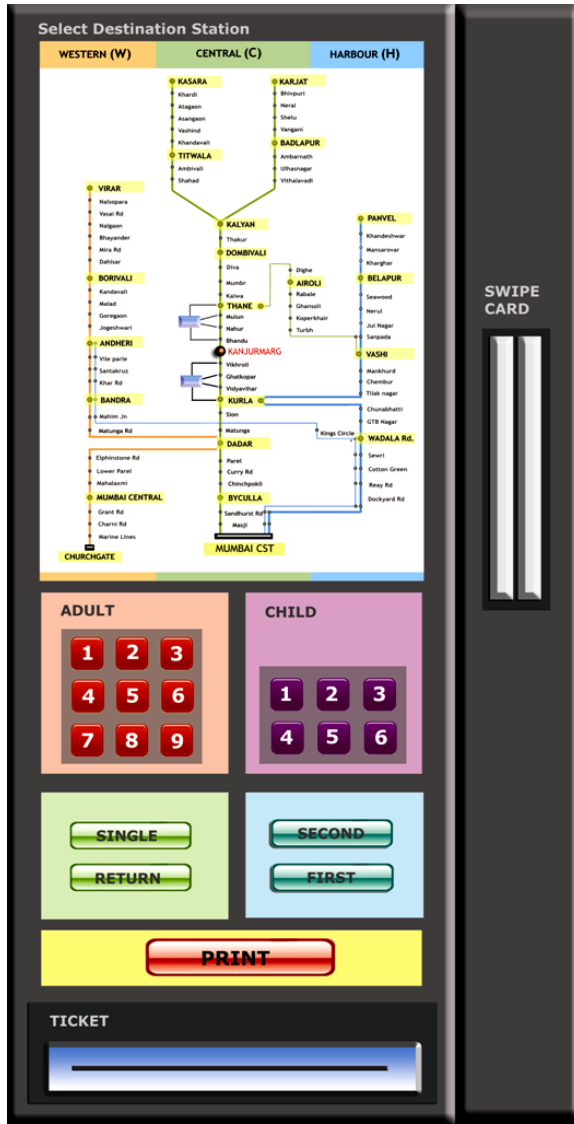 Select Destination Station
WESTERN (W)
CENTRAL (C)
HARBOUR (H)
KASARA
Khardi
Atagaon
Asangaon
Vashind
Khandavali
TITWALA
Ambivali
Shahad
KARJAT
Bhivpuri
Neral
Shelu
Vangani
BADLAPUR
Ambarnath
Ulhasnagar
Vithalavadi
VIRAR
Nalsopara
Vasai Rd
Naigaon
Bhayander
Mira Rd
Dahisar
BORIVALI
Kandavali
Malad
Goregaon
Jogeshwari
ANDHERI
Vile parle
Santakruz
Khar Rd
BANDRA
Mahim Jn
Matunga Rd
Elphinstone Rd
Lower Parel
Mahalaxmi
MUMBAI CENTRAL
Grant Rd
Charni Rd
Marine Lines
CHURCHGATE
KALYAN
Thakur
DOMBIVALI
Diva
Mumbr
Kalwa
THANE
Mulun
Nahur
Bhandu
KANJURMARG
Vikhroli
Ghatkopar
Vidyavihar
KURLA
Sion
Matunga
DADAR
Parel
Curry Rd
Chinchpokli
BYCULLA
Sandhurst Rd
Masji
MUMBAI CST
Dighe
AIROLI
Rabale
Ghansoli
Koperkhair
Turbh
PANVEL
Khandeshwar
Mansarovar
Kharghar
BELAPUR
Seawood
Nerul
Jui Nagar
Sanpada
VASHI
Mankhurd
Chembur
Tilak nagar
Chunabhatti
GTB Nagar
Kings Circle
WADALA Rd.
Sewri
Cotton Green
Reay Rd
Dockyard Rd
SWIPE
CARD
ADULT
1 2 3
4 5 6
7 8 9
CHILD
1 2 3
4 5 6
SINGLE
RETURN
SECOND
FIRST
PRINT
TICKET